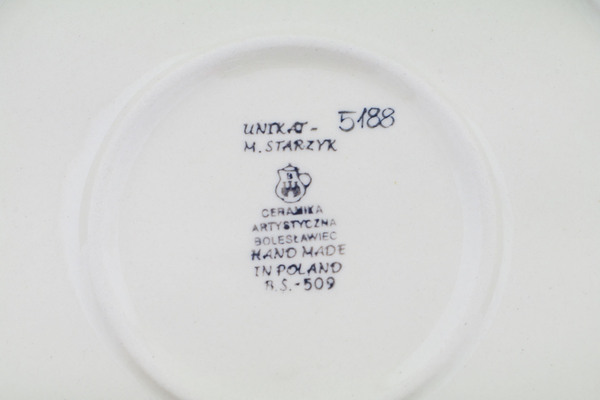 UNIKAT - 5188
M. STARZYK
CERAMIKA
ARTYSTYCZNA
BOLESŁAWIEC
HAND MADE
IN POLAND
B.S.-509